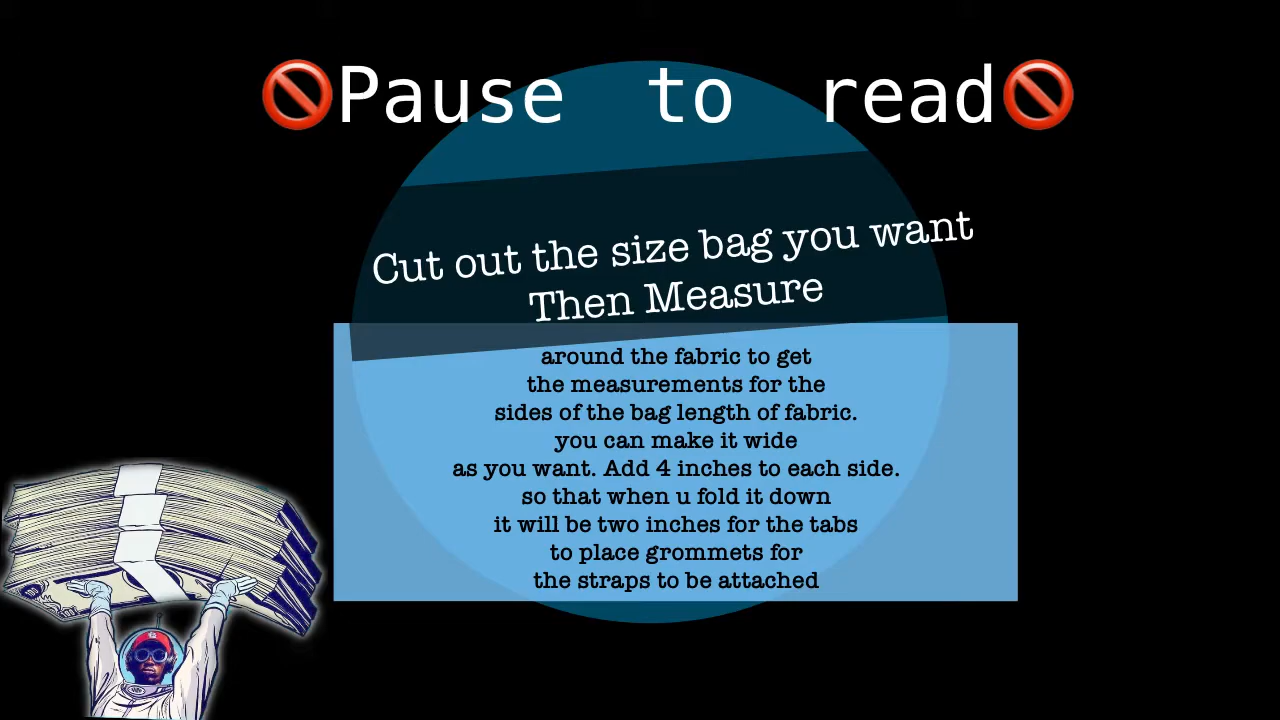 🚫Pause to read🚫
Cut out the size bag you want
Then Measure
around the fabric to get
the measurements for the
sides of the bag length of fabric.
you can make it wide
as you want. Add 4 inches to each side.
so that when u fold it down
it will be two inches for the tabs
to place grommets for
the straps to be attached